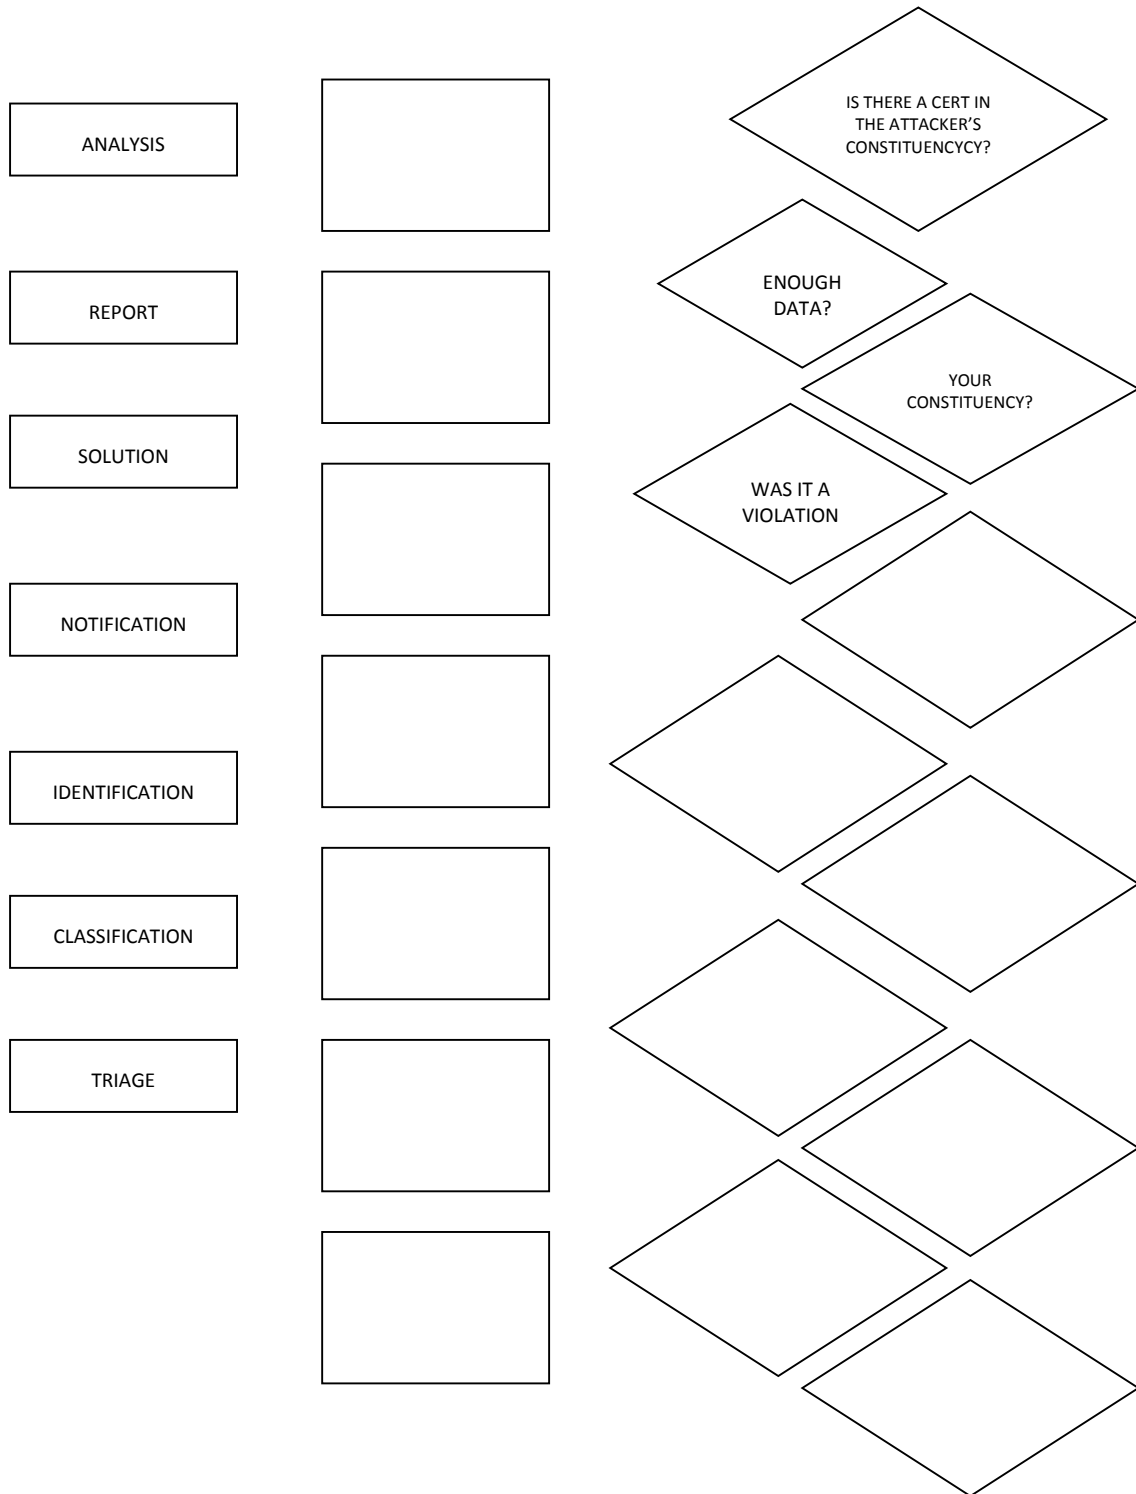 ANALYSIS
REPORT
SOLUTION
NOTIFICATION
IDENTIFICATION
CLASSIFICATION
TRIAGE
IS THERE A CERT IN
THE ATTACKER’S
CONSTITUENCYCY?
ENOUGH
DATA?
YOUR
CONSTITUENCY?
WAS IT A
VIOLATION